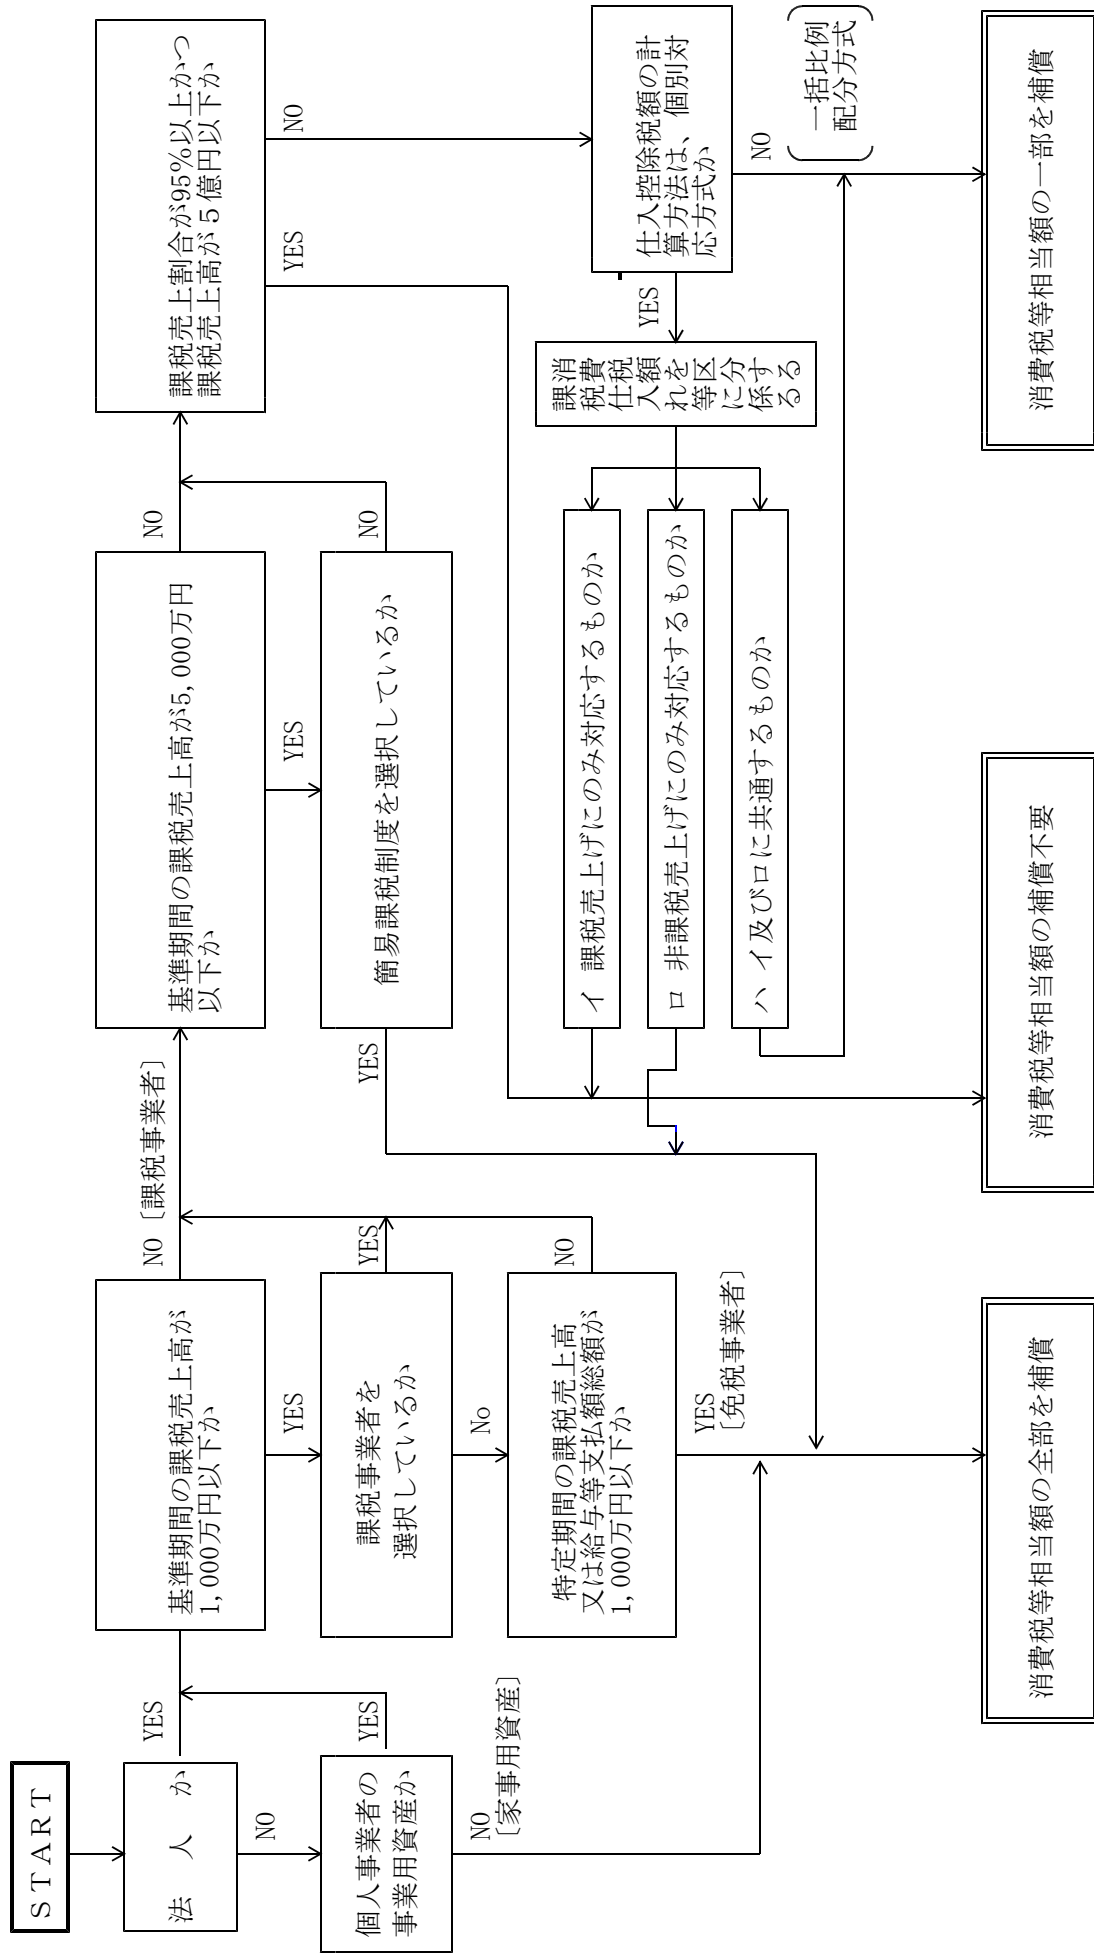 START
法　人　か
YES
NO
個人事業者の
事業用資産か
YES
NO
〔家事用資産〕
基準期間の課税売上高が
1,000万円以下か
NO〔課税事業者〕
YES
課税事業者を
選択しているか
YES
No
特定期間の課税売上高
又は給与等支払額総額が
1,000万円以下か
NO
YES
〔免税事業者〕
基準期間の課税売上高が5,000万円
以下か
NO
YES
簡易課税制度を選択しているか
NO
YES
課税売上割合が95%以上かつ
課税売上高が５億円以下か
NO
YES
仕入控除税額の計
算方法は、個別対
応方式か
YES
NO
一括比例
配分方式
課税仕入れ等に係る
消費税額を区分する
イ　課税売上げにのみ対応するものか
ロ　非課税売上げにのみ対応するものか
ハ　イ及びロに共通するものか
消費税等相当額の全部を補償
消費税等相当額の補償不要
消費税等相当額の一部を補償